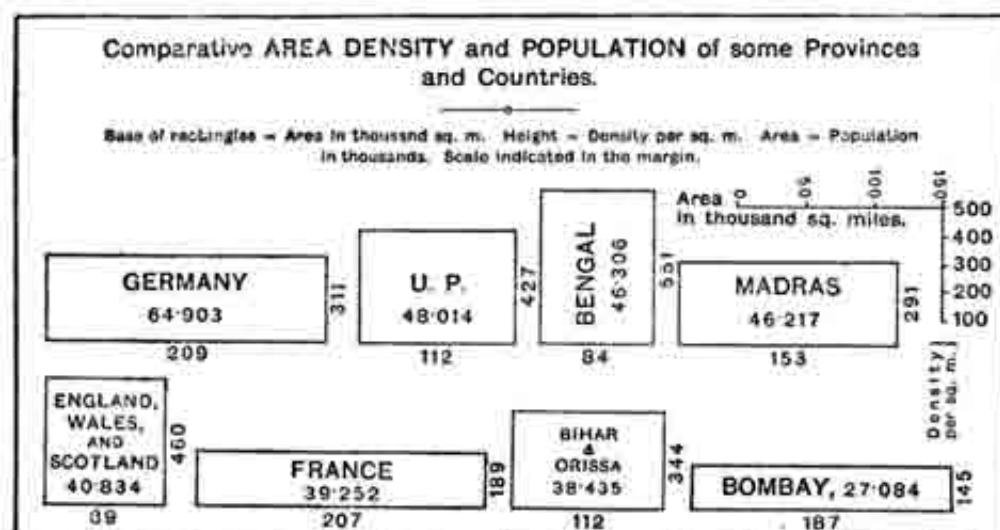 Comparative AREA DENSITY and POPULATION of some Provinces
and Countries.
Base of rectangles = Area in thousand sq. m. Height = Density per sq. m. Area = Population
in thousands. Scale indicated in the margin.
Area 0 50 100 150
in thousand sq. miles.
500
400
300
200
100
Density
per sq. m.
GERMANY
64·903
311
209
U. P.
48·014
427
112
BENGAL
46·306
551
84
MADRAS
46·217
291
153
ENGLAND,
WALES,
AND
SCOTLAND
40·834
460
89
FRANCE
39·252
189
207
BIHAR
&
ORISSA
38·435
344
112
BOMBAY, 27·084
145
187